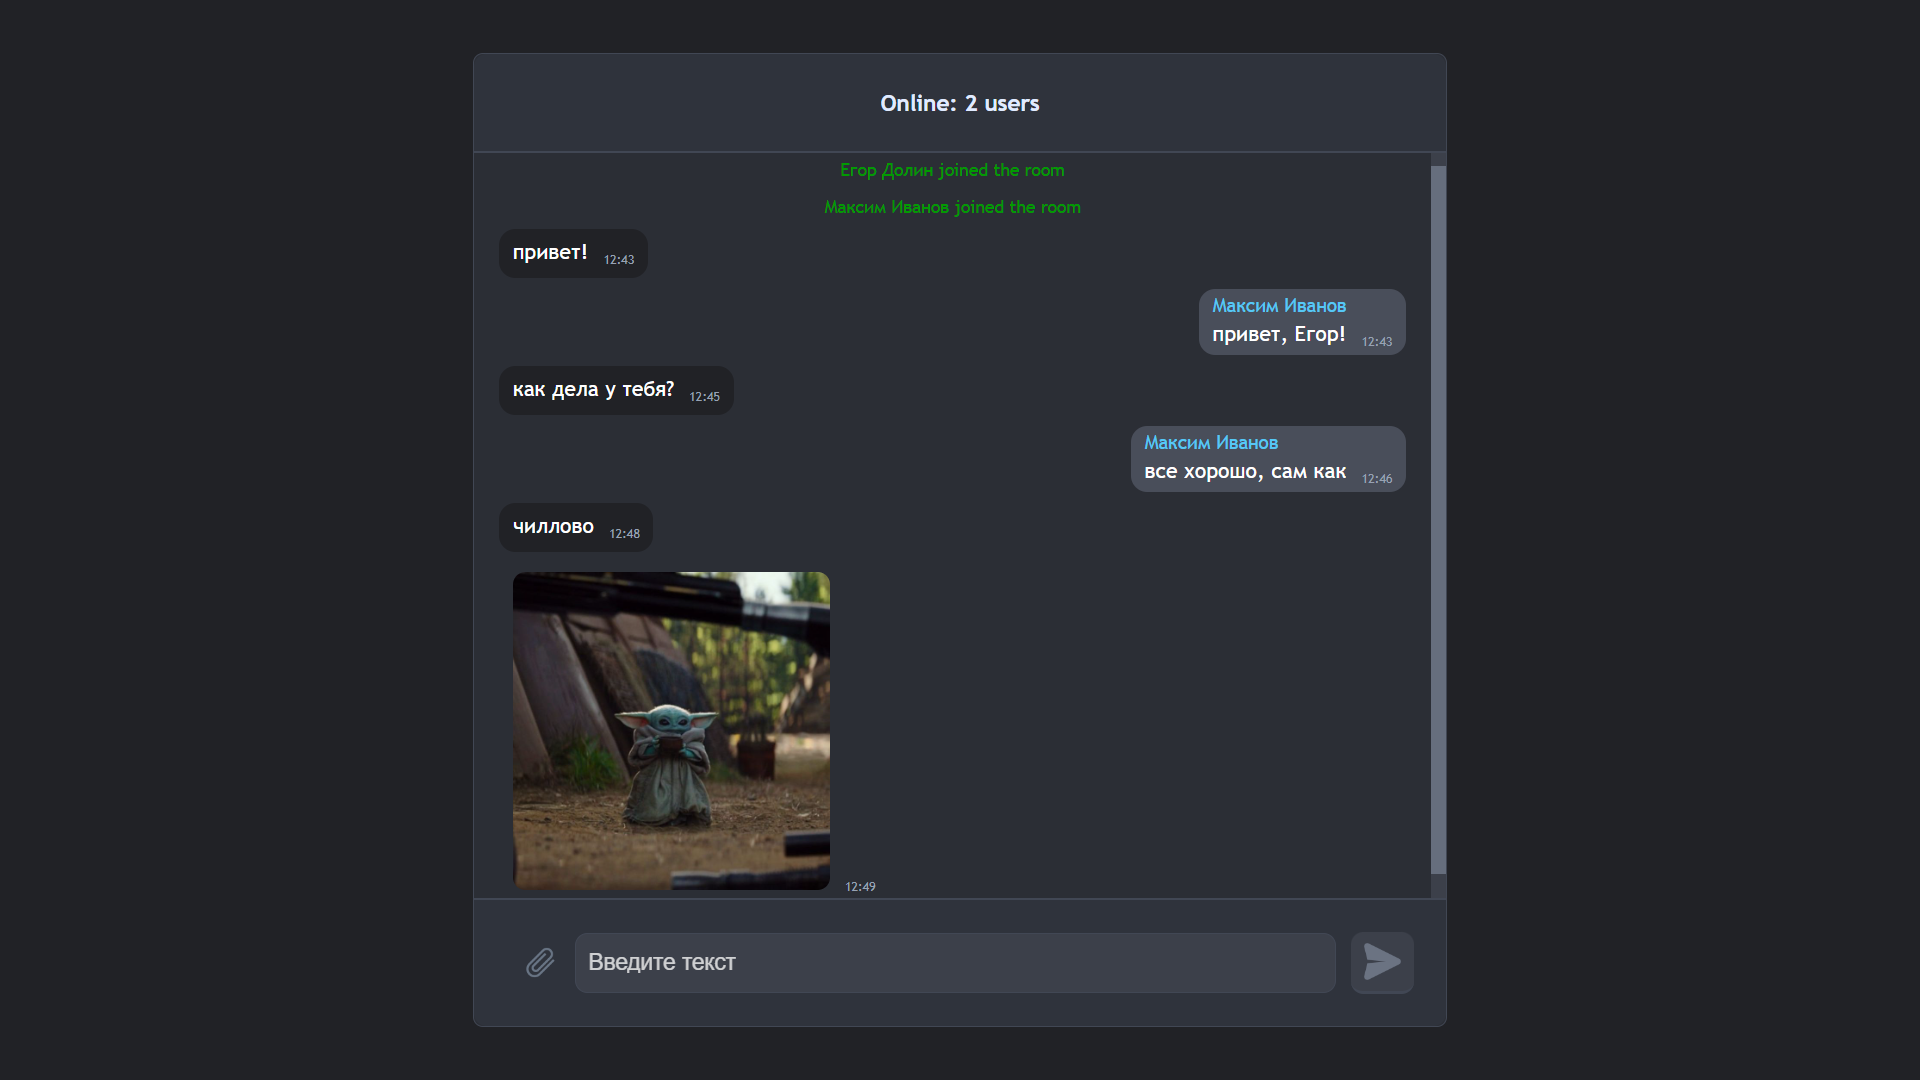 Online: 2 users
Егор Долин joined the room
Максим Иванов joined the room
привет! 12:43
Максим Иванов
привет, Егор! 12:43
как дела у тебя? 12:45
Максим Иванов
все хорошо, сам как 12:46
чиллово 12:48
12:49
Введите текст